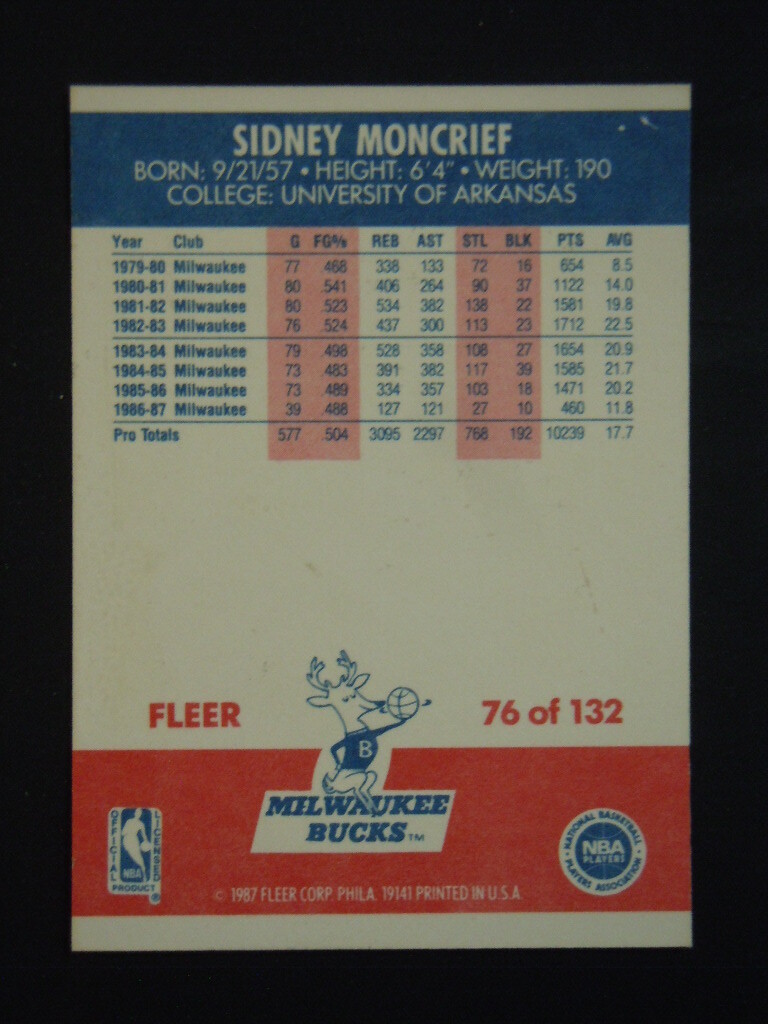 SIDNEY MONCRIEF
BORN: 9/21/57 • HEIGHT: 6'4" • WEIGHT: 190
COLLEGE: UNIVERSITY OF ARKANSAS
Year Club G FG% REB AST STL BLK PTS AVG
1979-80 Milwaukee 77 .468 338 133 72 16 654 8.5
1980-81 Milwaukee 80 .541 406 264 90 37 1122 14.0
1981-82 Milwaukee 80 .523 534 382 138 22 1581 19.8
1982-83 Milwaukee 76 .524 437 300 113 23 1712 22.5
1983-84 Milwaukee 79 .498 528 358 108 27 1654 20.9
1984-85 Milwaukee 73 .483 391 382 117 39 1585 21.7
1985-86 Milwaukee 73 .489 334 357 103 18 1471 20.2
1986-87 Milwaukee 39 .488 127 121 27 10 460 11.8
Pro Totals 577 .504 3095 2297 768 192 10239 17.7
FLEER
76 of 132
B
MILWAUKEE
BUCKS™
OFFICIAL LICENSED
NBA
PRODUCT ®
NATIONAL BASKETBALL
NBA
PLAYERS
PLAYERS ASSOCIATION
© 1987 FLEER CORP. PHILA. 19141 PRINTED IN U.S.A.